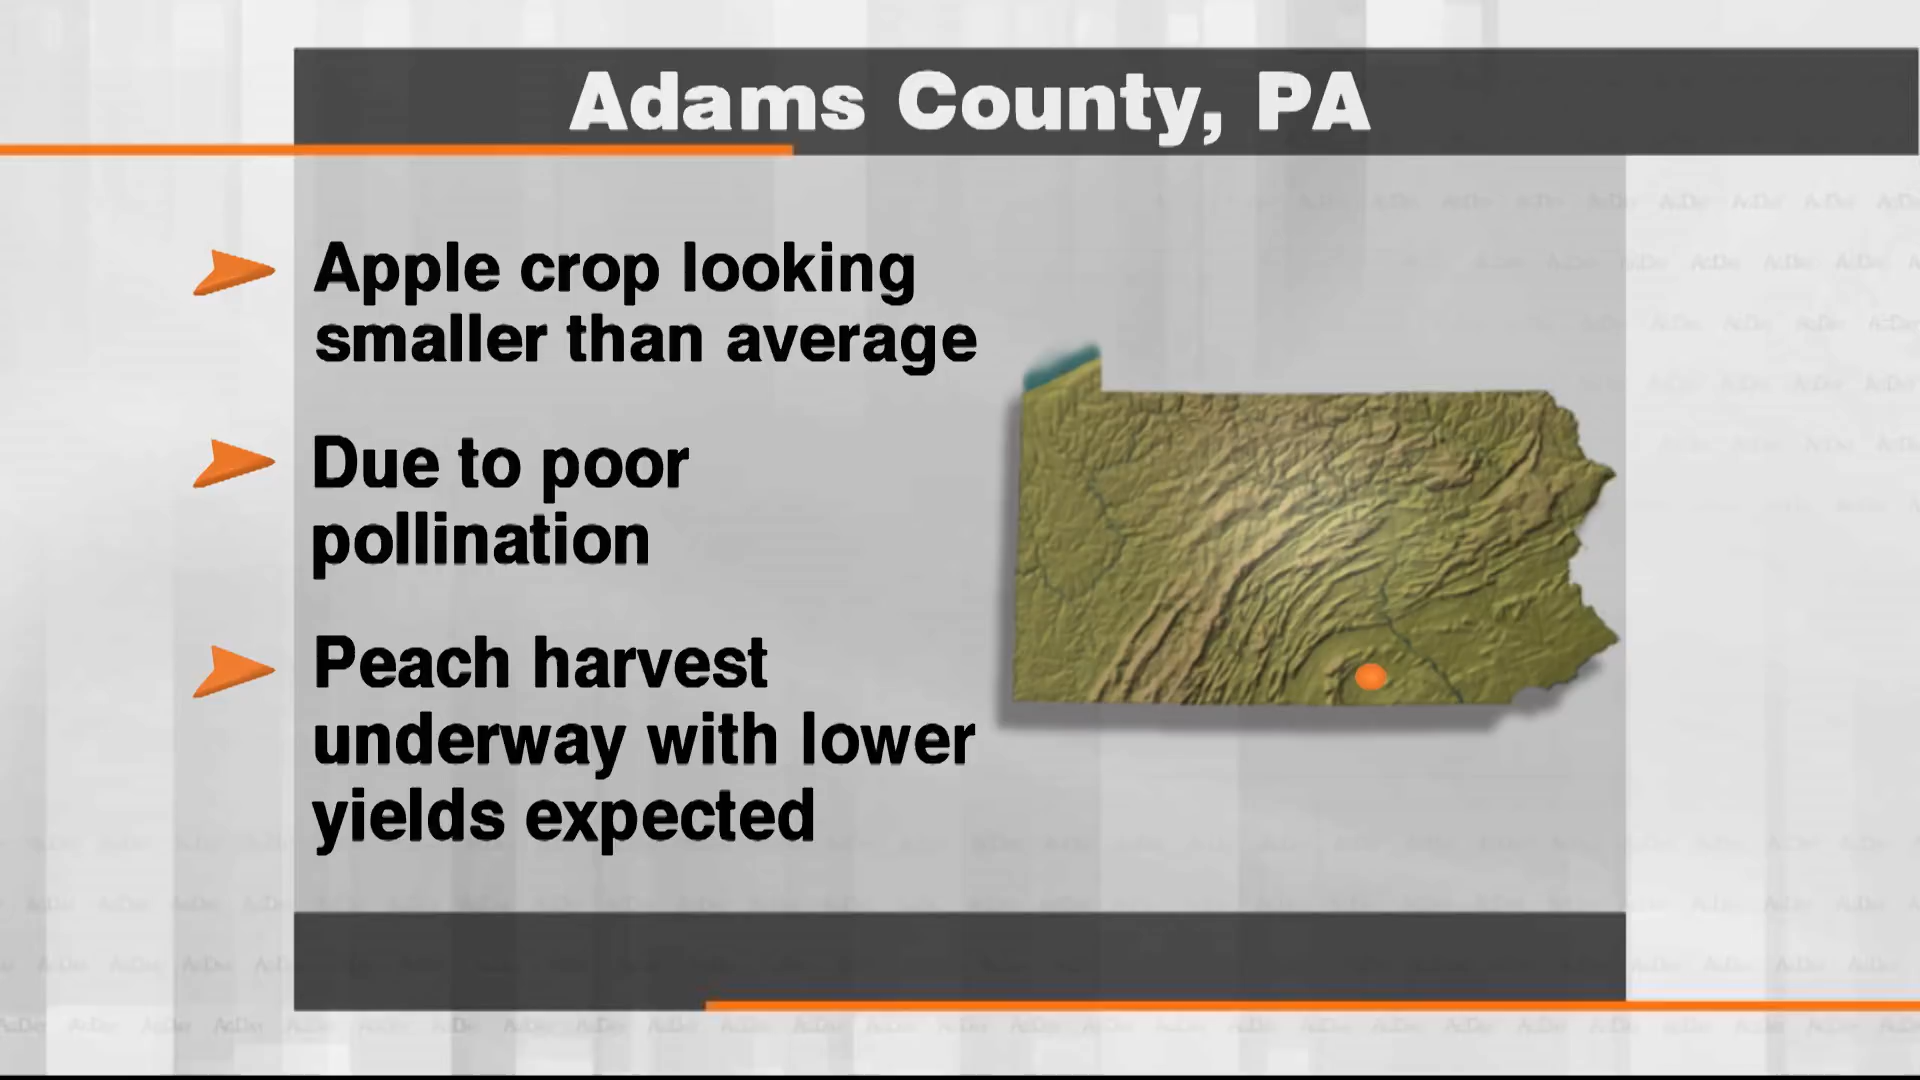 Adams County, PA
Apple crop looking
smaller than average
Due to poor
pollination
Peach harvest
underway with lower
yields expected